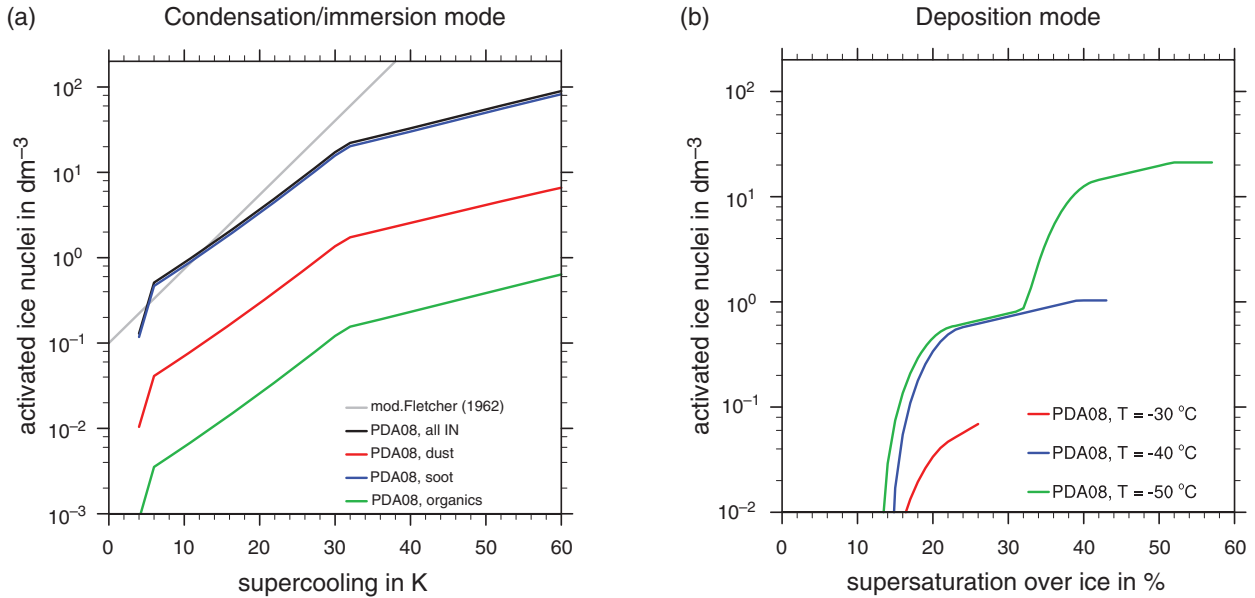 (a)
Condensation/immersion mode
activated ice nuclei in dm⁻³
10²
10¹
10⁰
10⁻¹
10⁻²
10⁻³
mod.Fletcher (1962)
PDA08, all IN
PDA08, dust
PDA08, soot
PDA08, organics
0 10 20 30 40 50 60
supercooling in K
(b)
Deposition mode
activated ice nuclei in dm⁻³
10²
10¹
10⁰
10⁻¹
10⁻²
PDA08, T = -30 °C
PDA08, T = -40 °C
PDA08, T = -50 °C
0 10 20 30 40 50 60
supersaturation over ice in %